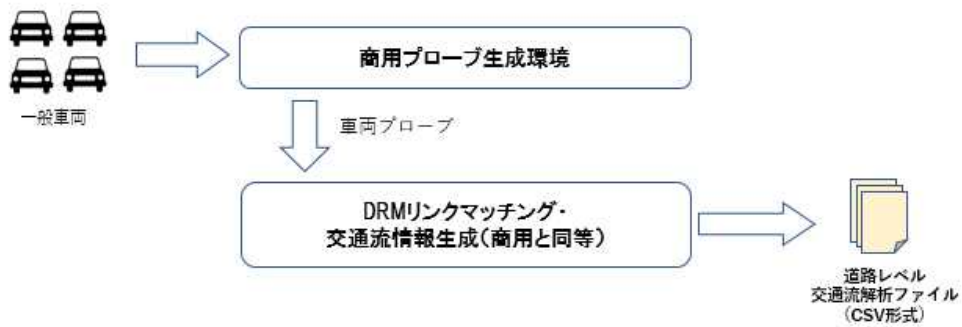 商用プローブ生成環境
一般車両
車両プローブ
DRMリンクマッチング・
交通流情報生成(商用と同等)
道路レベル
交通流解析ファイル
(CSV形式)